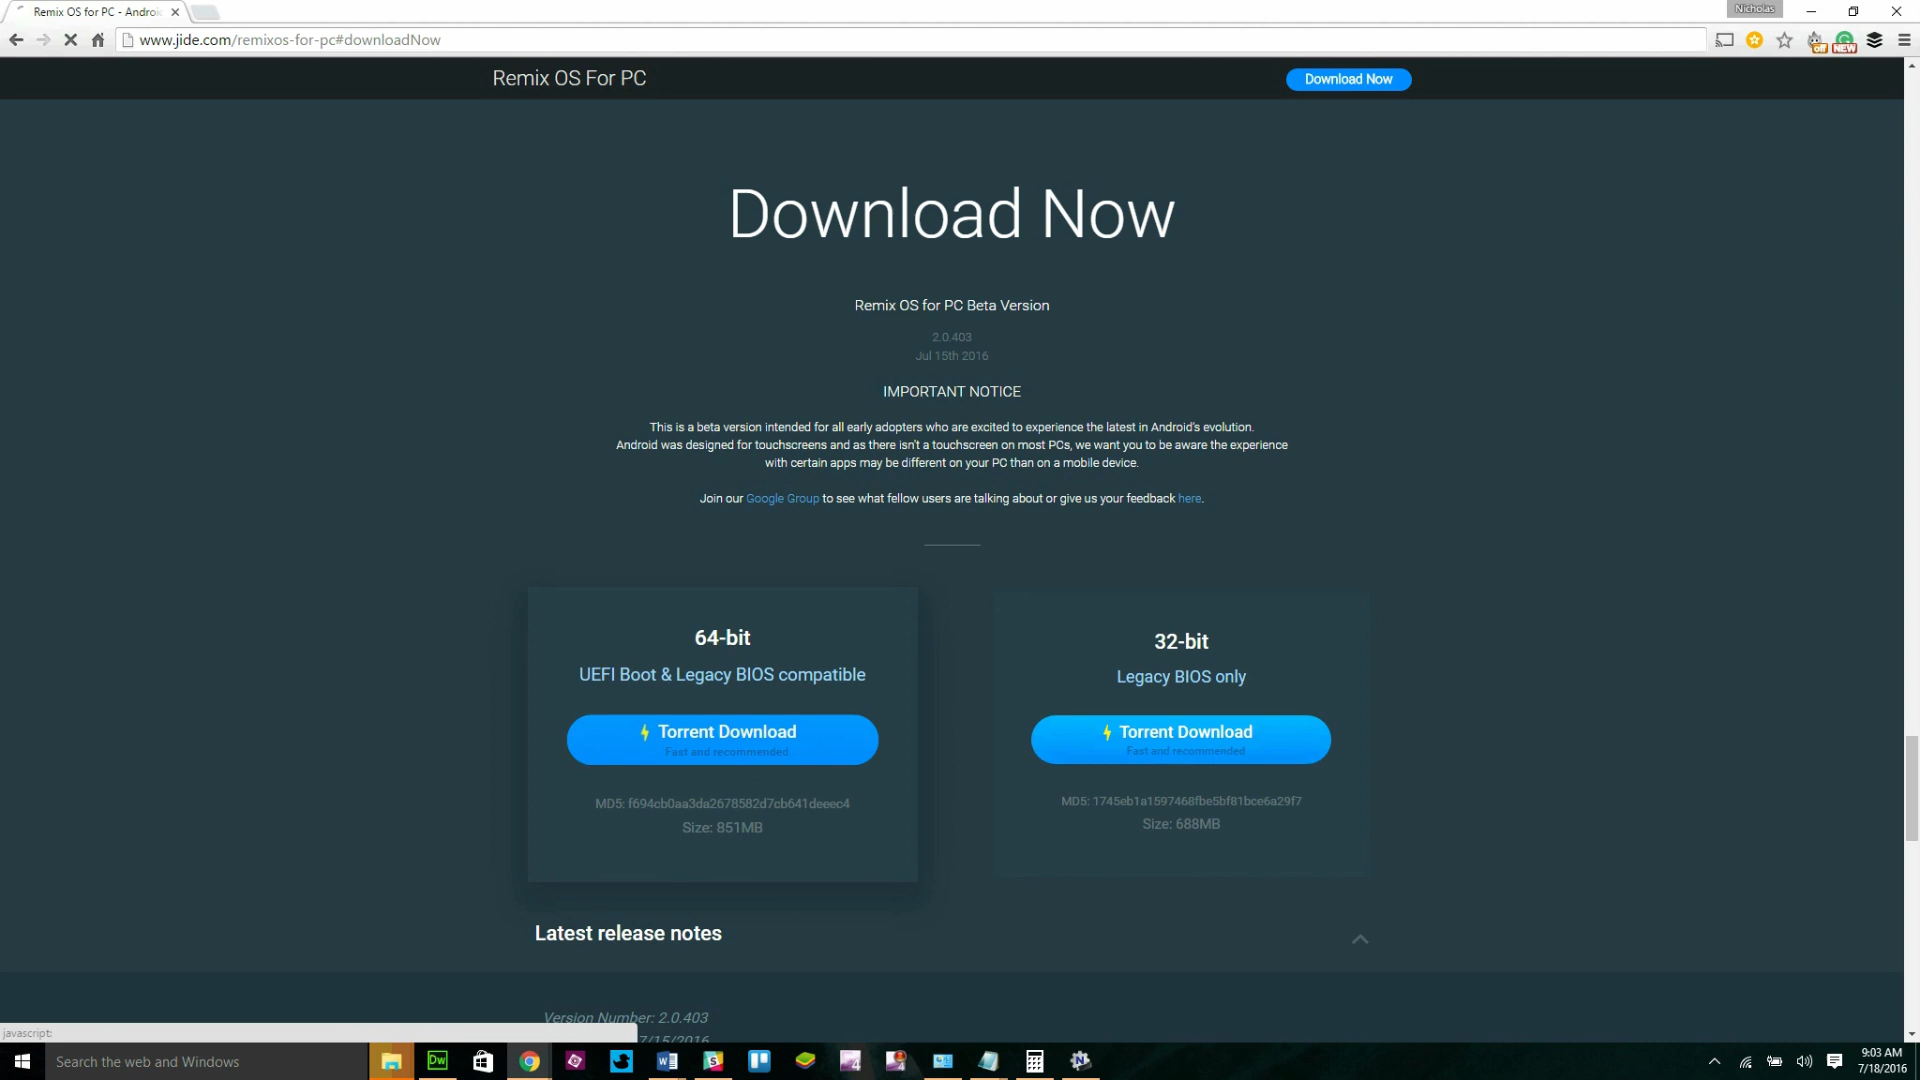 Remix OS for PC - Androi
Nicholas
www.jide.com/remixos-for-pc#downloadNow
off
NEW
Remix OS For PC
Download Now
Download Now
Remix OS for PC Beta Version
2.0.403
Jul 15th 2016
IMPORTANT NOTICE
This is a beta version intended for all early adopters who are excited to experience the latest in Android's evolution.
Android was designed for touchscreens and as there isn't a touchscreen on most PCs, we want you to be aware the experience
with certain apps may be different on your PC than on a mobile device.
Join our Google Group to see what fellow users are talking about or give us your feedback here.
64-bit
UEFI Boot & Legacy BIOS compatible
Torrent Download
Fast and recommended
MD5: f694cb0aa3da2678582d7cb641deeec4
Size: 851MB
32-bit
Legacy BIOS only
Torrent Download
Fast and recommended
MD5: 1745eb1a1597468fbe5bf81bce6a29f7
Size: 688MB
Latest release notes
Version Number: 2.0.403
7/15/2016
javascript:
Search the web and Windows
Dw
9:03 AM
7/18/2016